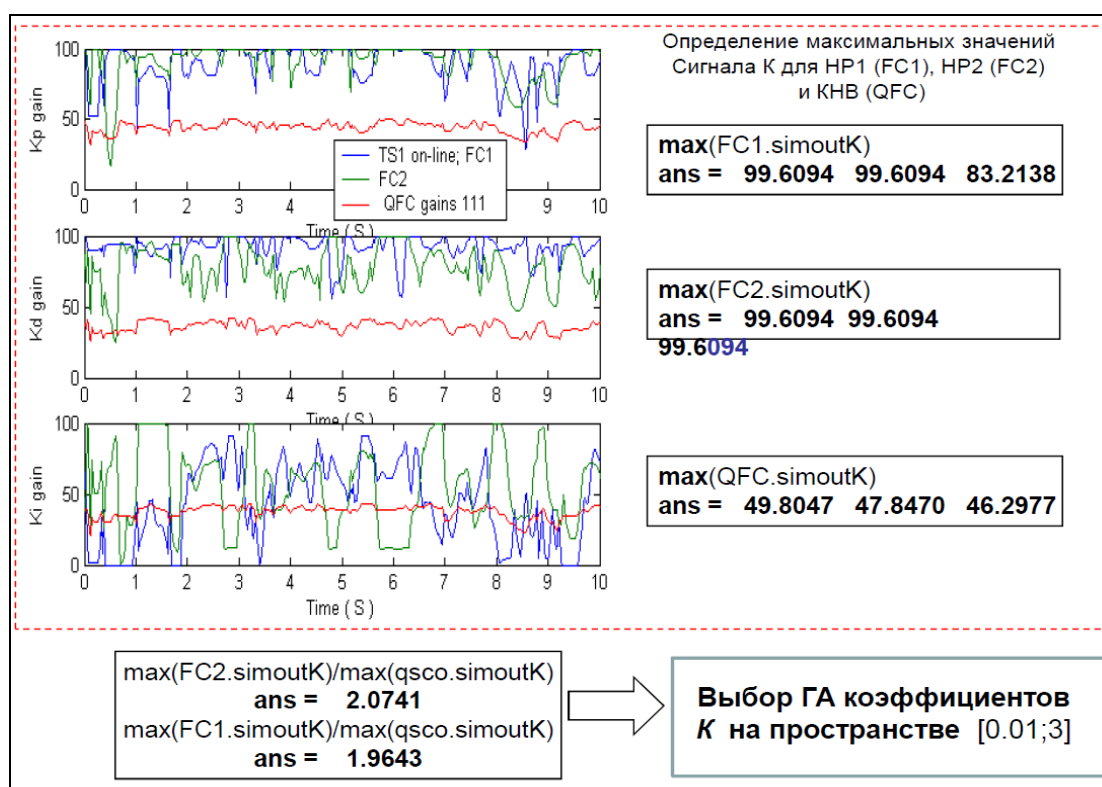 Определение максимальных значений
Сигнала К для НР1 (FC1), НР2 (FC2)
и КНВ (QFC)
100
50
0
Kp gain
0 1 2 3 4 9 10
Time ( S )
TS1 on-line; FC1
FC2
QFC gains 111
max(FC1.simoutK)
ans = 99.6094 99.6094 83.2138
100
50
0
Kd gain
0 1 2 3 4 5 6 7 8 9 10
Time ( S )
max(FC2.simoutK)
ans = 99.6094 99.6094
99.6094
100
50
0
Ki gain
0 1 2 3 4 5 6 7 8 9 10
Time ( S )
max(QFC.simoutK)
ans = 49.8047 47.8470 46.2977
max(FC2.simoutK)/max(qsco.simoutK)
ans = 2.0741
max(FC1.simoutK)/max(qsco.simoutK)
ans = 1.9643
Выбор ГА коэффициентов
K на пространстве [0.01;3]